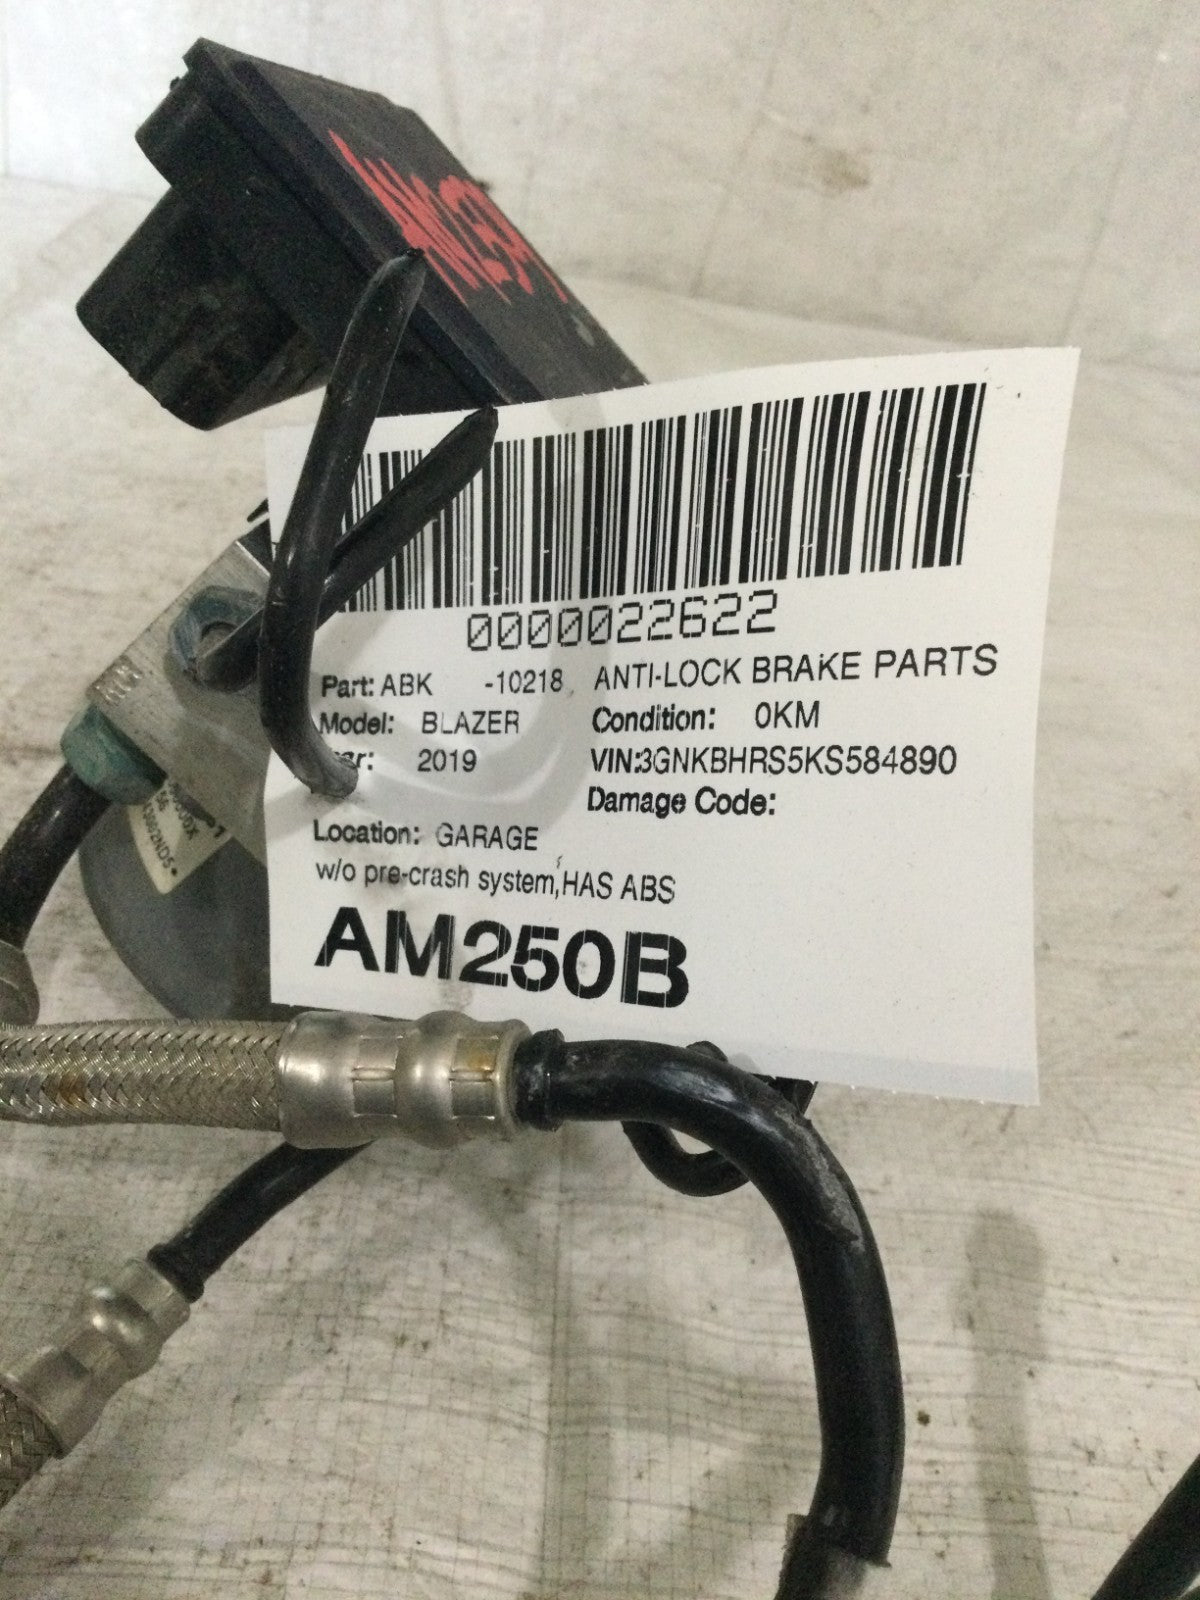 0000022622
Part: ABK -10218 ANTI-LOCK BRAKE PARTS
Model: BLAZER Condition: 0KM
2019 VIN:3GNKBHRS5KS584890
Damage Code:
Location: GARAGE
w/o pre-crash system,HAS ABS
AM250B